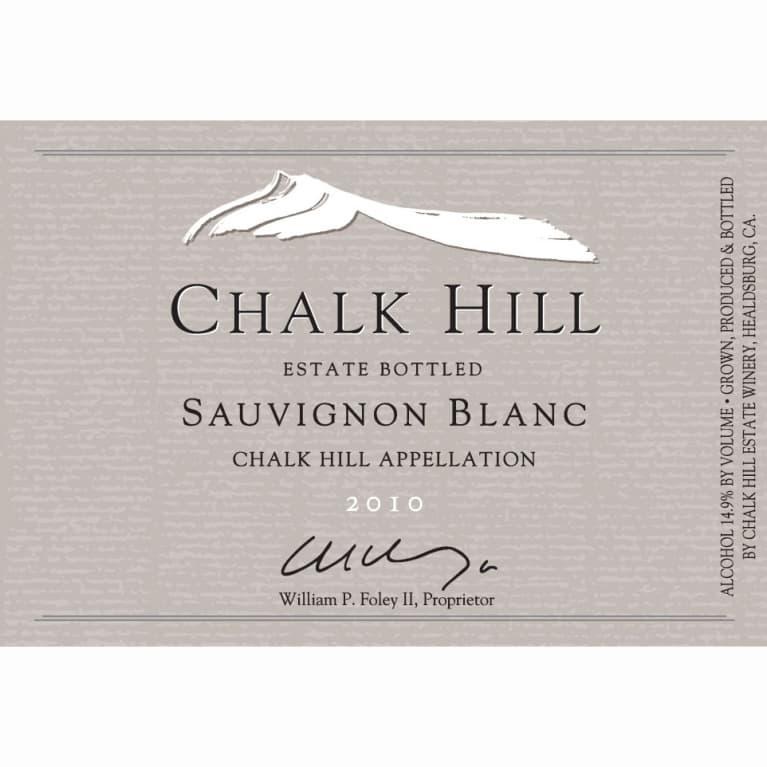 CHALK HILL
ESTATE BOTTLED
SAUVIGNON BLANC
CHALK HILL APPELLATION
2010
William P. Foley II, Proprietor
ALCOHOL 14.9% BY VOLUME • GROWN, PRODUCED & BOTTLED
BY CHALK HILL ESTATE WINERY, HEALDSBURG, CA.